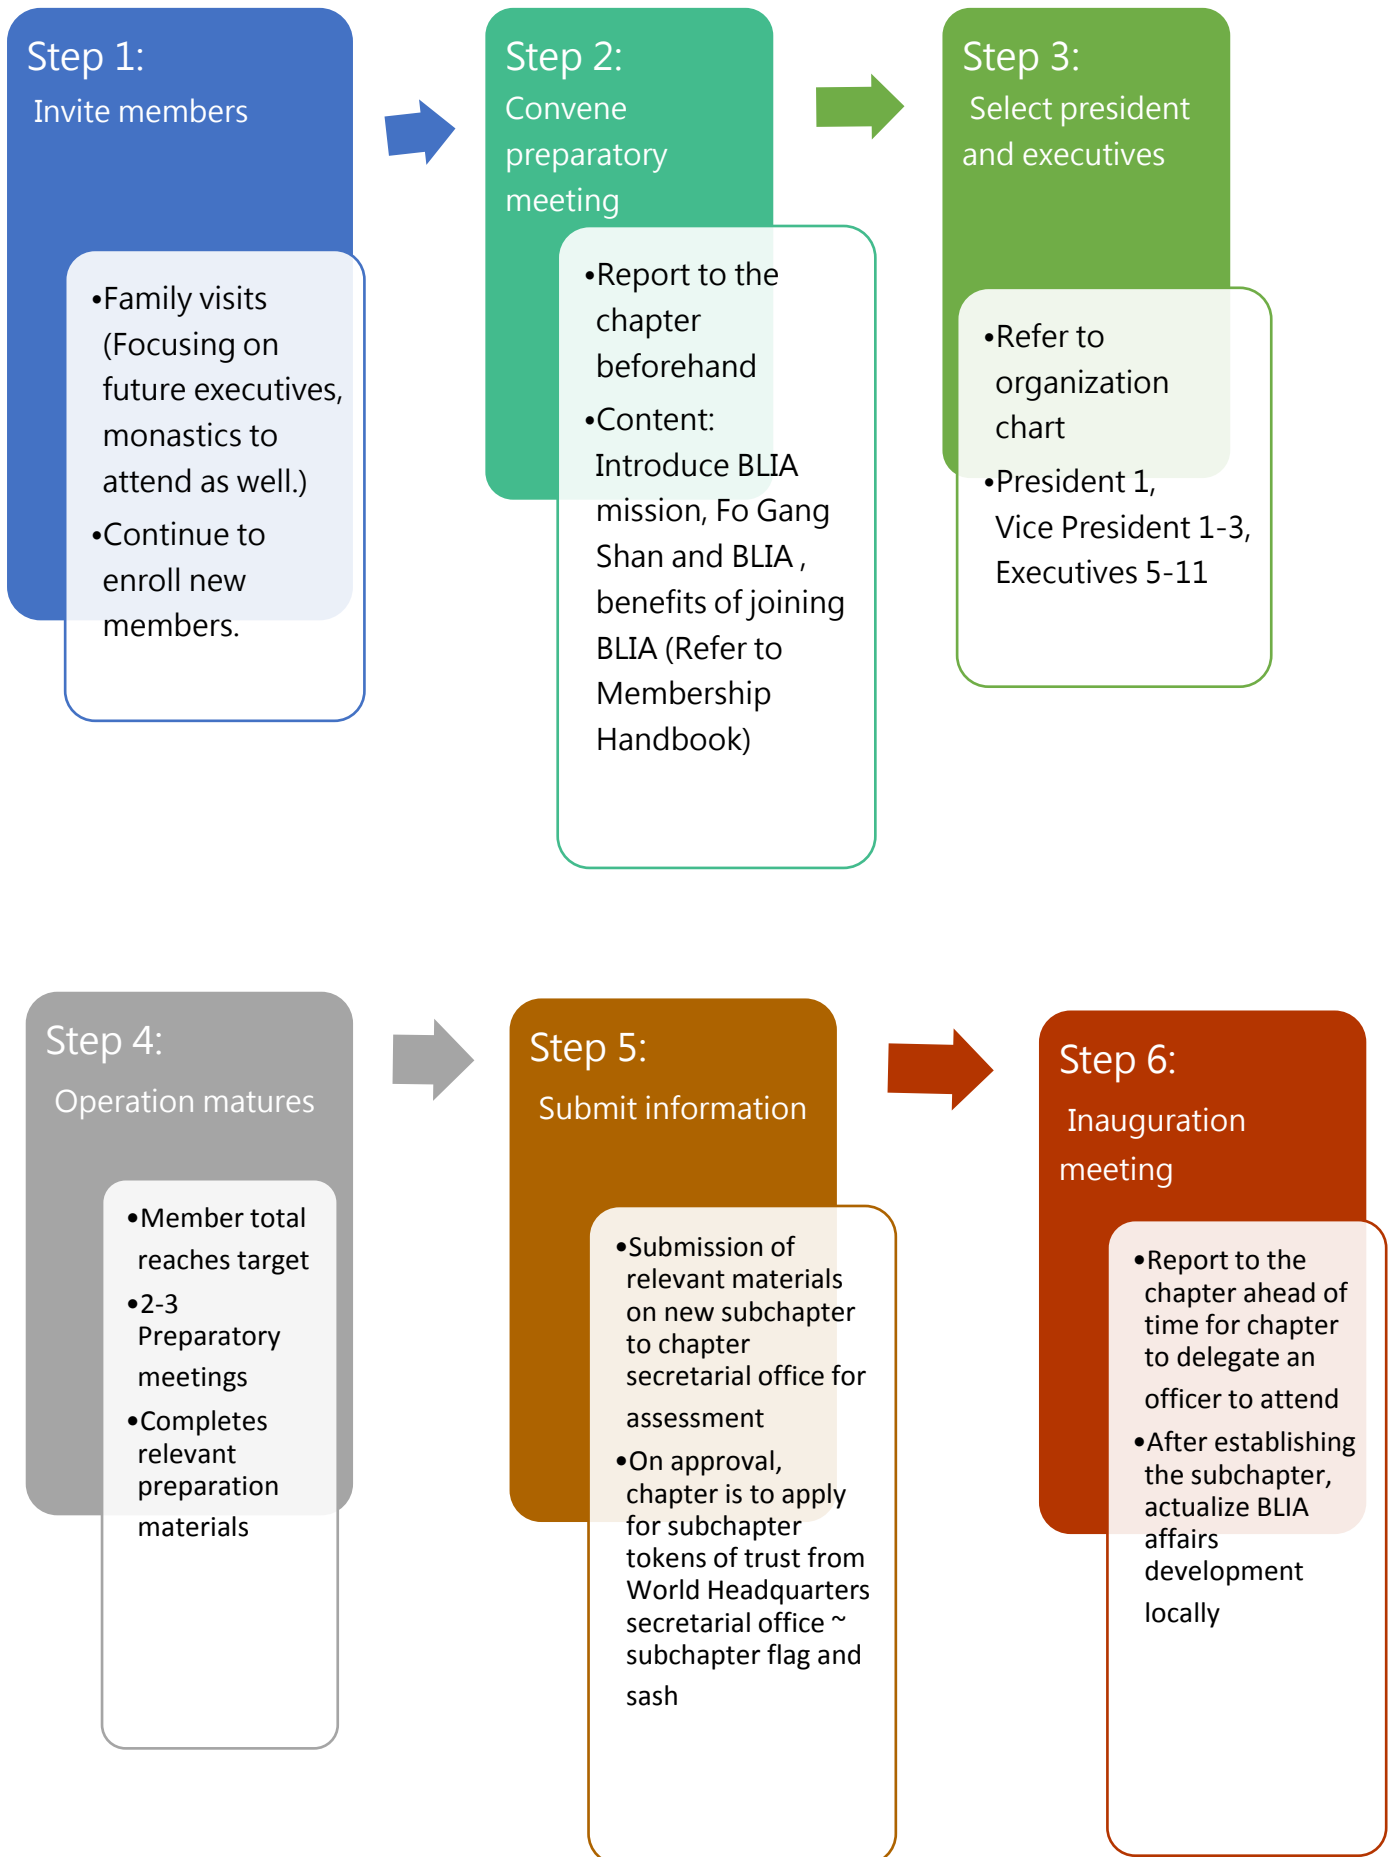 Step 1:
Invite members
•Family visits
(Focusing on
future executives,
monastics to
attend as well.)
•Continue to
enroll new
members.
Step 2:
Convene
preparatory
meeting
•Report to the
chapter
beforehand
•Content:
Introduce BLIA
mission, Fo Gang
Shan and BLIA ,
benefits of joining
BLIA (Refer to
Membership
Handbook)
Step 3:
Select president
and executives
•Refer to
organization
chart
•President 1,
Vice President 1-3,
Executives 5-11
Step 4:
Operation matures
•Member total
reaches target
•2-3
Preparatory
meetings
•Completes
relevant
preparation
materials
Step 5:
Submit information
•Submission of
relevant materials
on new subchapter
to chapter
secretarial office for
assessment
•On approval,
chapter is to apply
for subchapter
tokens of trust from
World Headquarters
secretarial office ~
subchapter flag and
sash
Step 6:
Inauguration
meeting
•Report to the
chapter ahead of
time for chapter
to delegate an
officer to attend
•After establishing
the subchapter,
actualize BLIA
affairs
development
locally